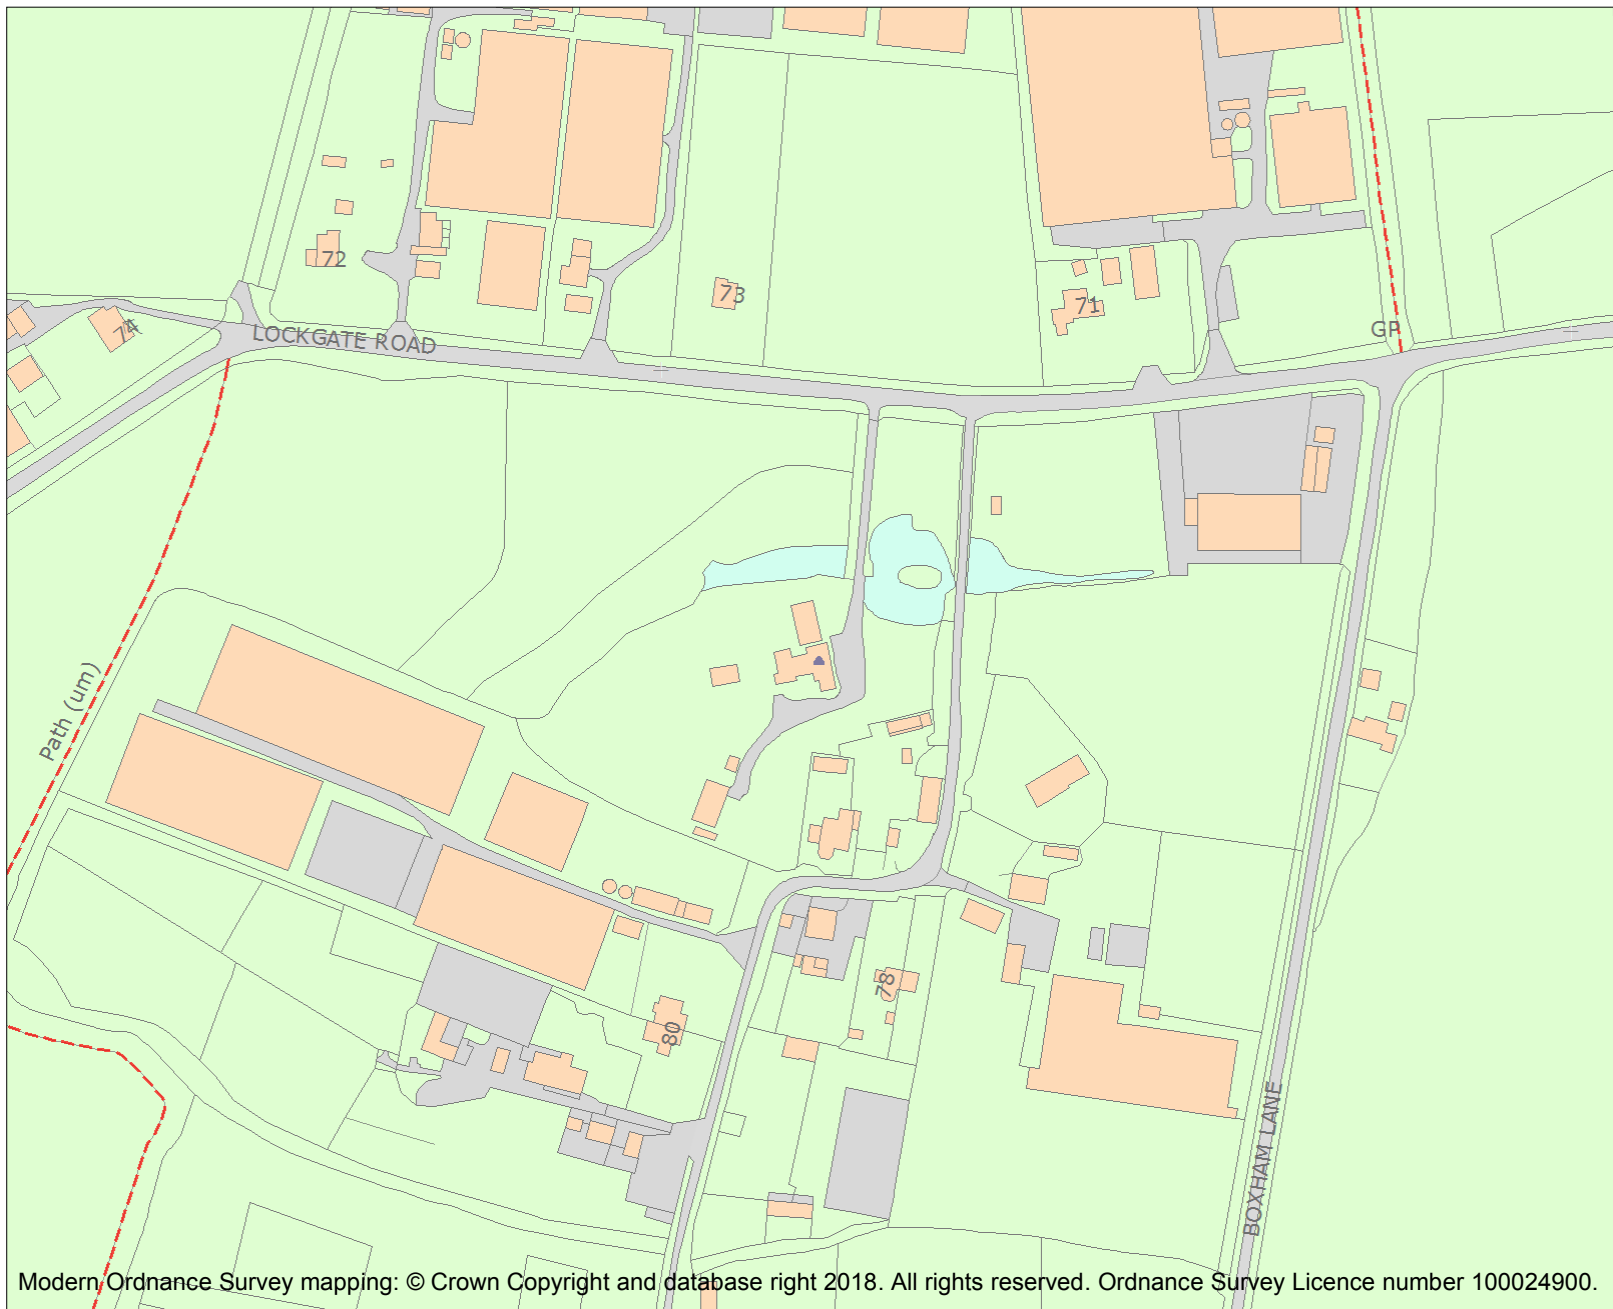 72
73
71
GP
74
LOCKGATE ROAD
Path (um)
78
80
BOXHAM LANE
Modern Ordnance Survey mapping: © Crown Copyright and database right 2018. All rights reserved. Ordnance Survey Licence number 100024900.